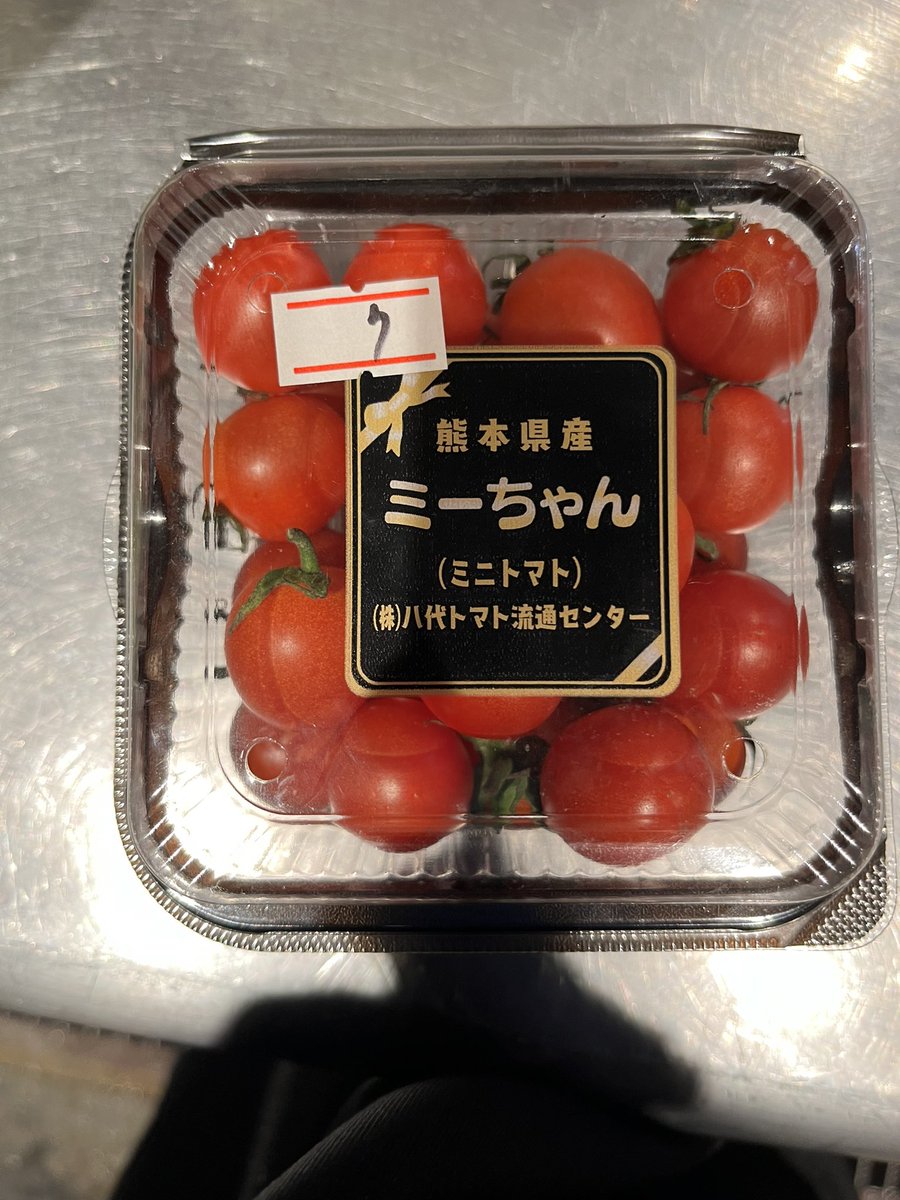 7
熊本県産
ミーちゃん
(ミニトマト)
(株)八代トマト流通センター